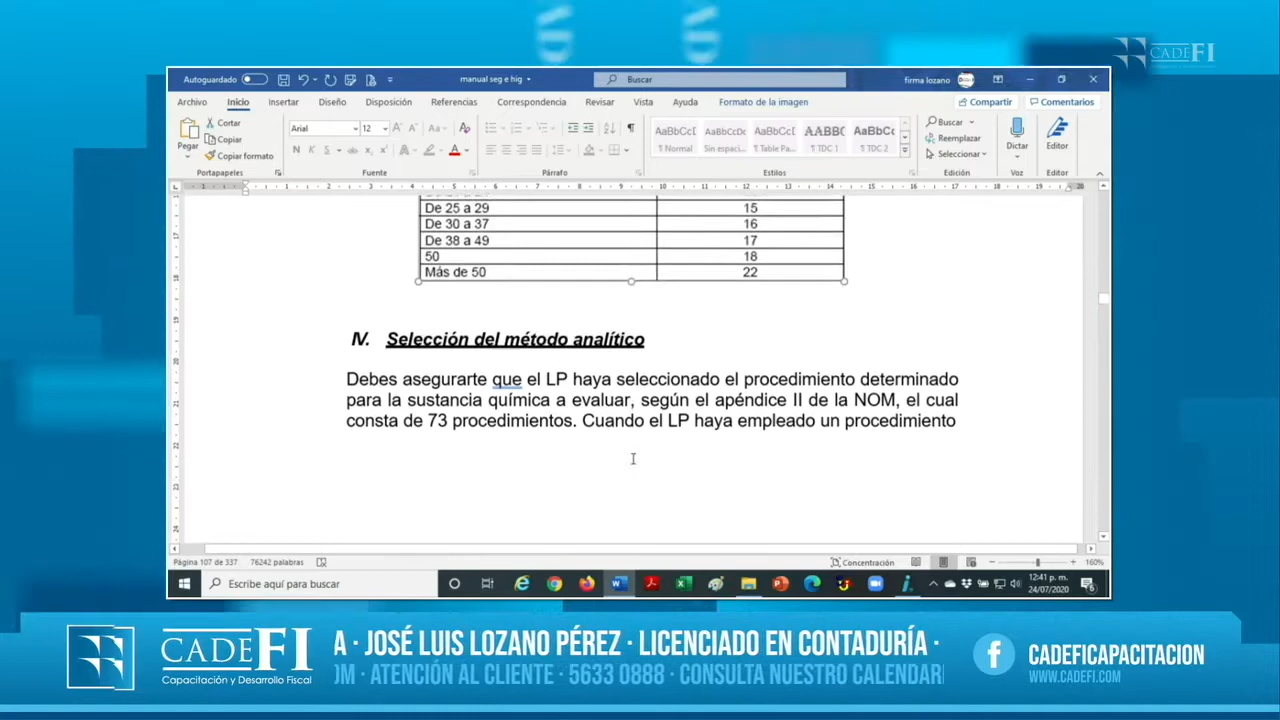 CADEFI
Autoguardado
manual seg e hig
Buscar
firma lozano
Archivo Inicio Insertar Diseño Disposición Referencias Correspondencia Revisar Vista Ayuda Formato de la imagen Compartir Comentarios
Pegar
Cortar
Copiar
Copiar formato
Arial 12
AaBbCcI AaBbCcDc AaBbCcI AABBC AaBbCc
¶ Normal ¶ Sin espaci... ¶ Table Pa... ¶ TDC 1 ¶ TDC 2
Buscar
Reemplazar
Seleccionar
Dictar
Editor
Portapapeles Fuente Párrafo Estilos Edición Voz Editor
De 25 a 29 15
De 30 a 37 16
De 38 a 49 17
50 18
Más de 50 22
IV. Selección del método analítico
Debes asegurarte que el LP haya seleccionado el procedimiento determinado
para la sustancia química a evaluar, según el apéndice II de la NOM, el cual
consta de 73 procedimientos. Cuando el LP haya empleado un procedimiento
Página 107 de 337 76242 palabras Concentración 160%
Escribe aquí para buscar
12:41 p. m.
24/07/2020
CADEFI
Capacitación y Desarrollo Fiscal
A · JOSÉ LUIS LOZANO PÉREZ · LICENCIADO EN CONTADURÍA ·
OM · ATENCIÓN AL CLIENTE · 5633 0888 · CONSULTA NUESTRO CALENDARI
CADEFICAPACITACION
WWW.CADEFI.COM